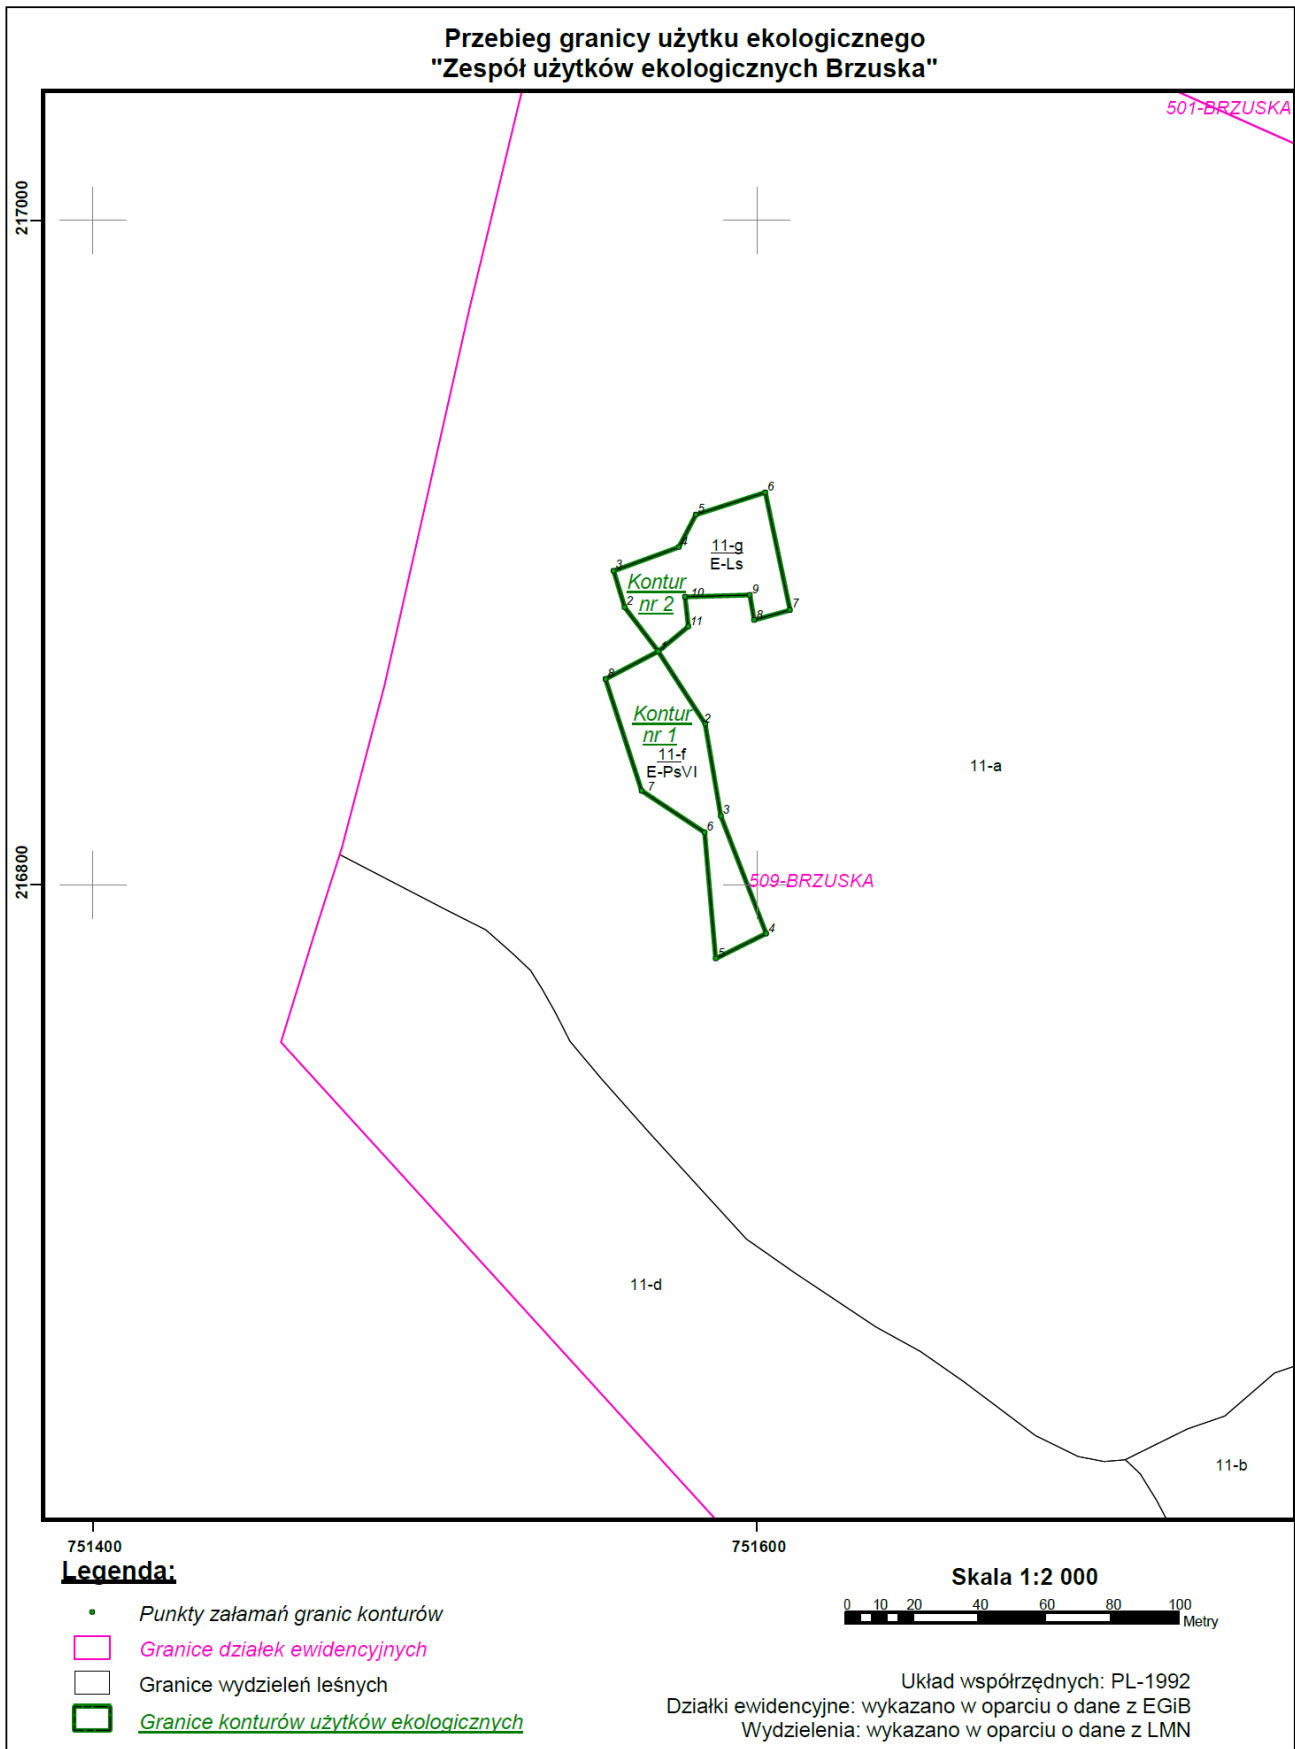 Przebieg granicy użytku ekologicznego
"Zespół użytków ekologicznych Brzuska"
501-BRZUSKA
217000
6
5
4
11-g
E-Ls
3
Kontur
nr 2
2
10
9
7
8
11
1
8
2
Kontur
nr 1
11-f
E-PsVI
7
3
6
11-a
216800
509-BRZUSKA
4
5
11-d
11-b
751400
751600
Legenda:
Punkty załamań granic konturów
Granice działek ewidencyjnych
Granice wydzieleń leśnych
Granice konturów użytków ekologicznych
Skala 1:2 000
0 10 20 40 60 80 100
Metry
Układ współrzędnych: PL-1992
Działki ewidencyjne: wykazano w oparciu o dane z EGiB
Wydzielenia: wykazano w oparciu o dane z LMN